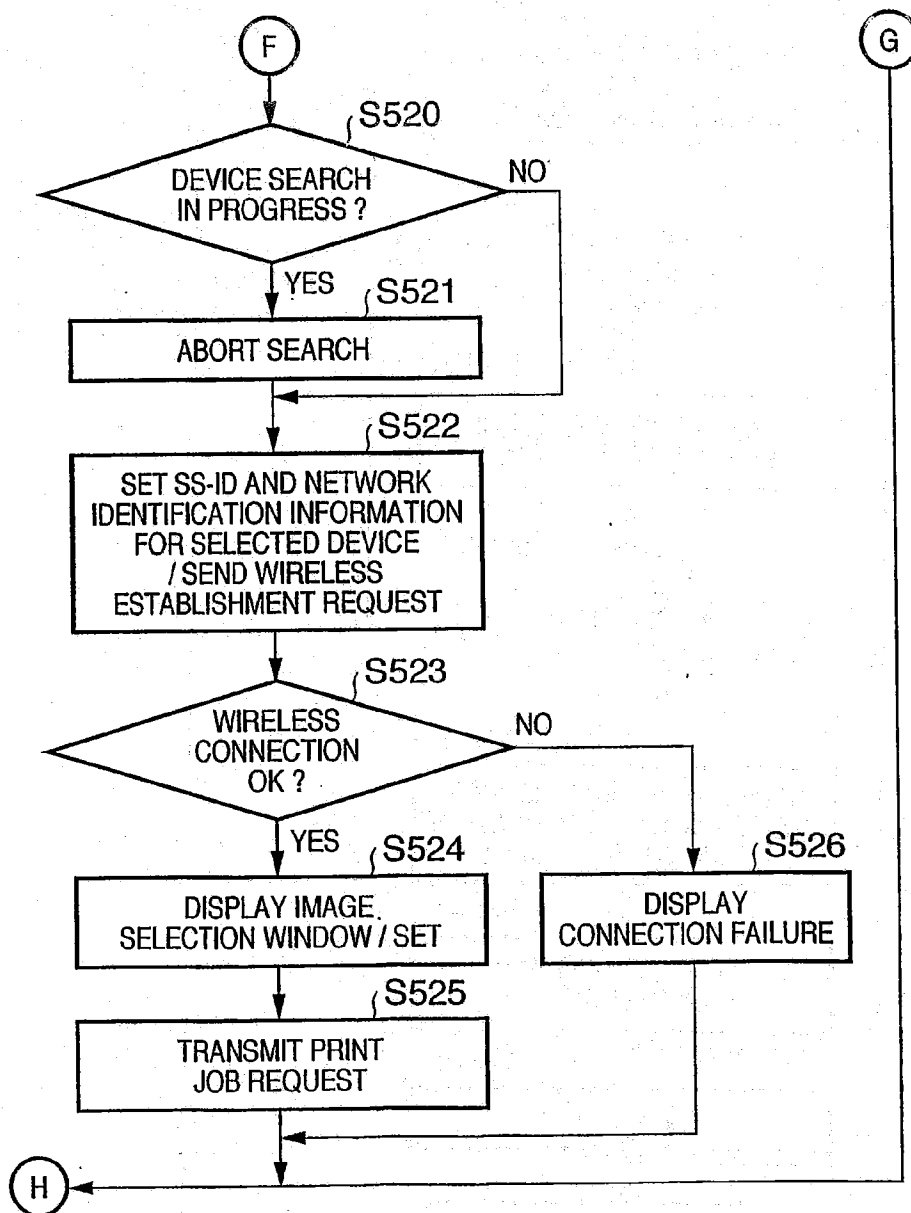 F
G
S520
DEVICE SEARCH
IN PROGRESS ?
NO
YES
S521
ABORT SEARCH
S522
SET SS-ID AND NETWORK
IDENTIFICATION INFORMATION
FOR SELECTED DEVICE
/ SEND WIRELESS
ESTABLISHMENT REQUEST
S523
WIRELESS
CONNECTION
OK ?
NO
YES
S524
DISPLAY IMAGE
SELECTION WINDOW / SET
S526
DISPLAY
CONNECTION FAILURE
S525
TRANSMIT PRINT
JOB REQUEST
H